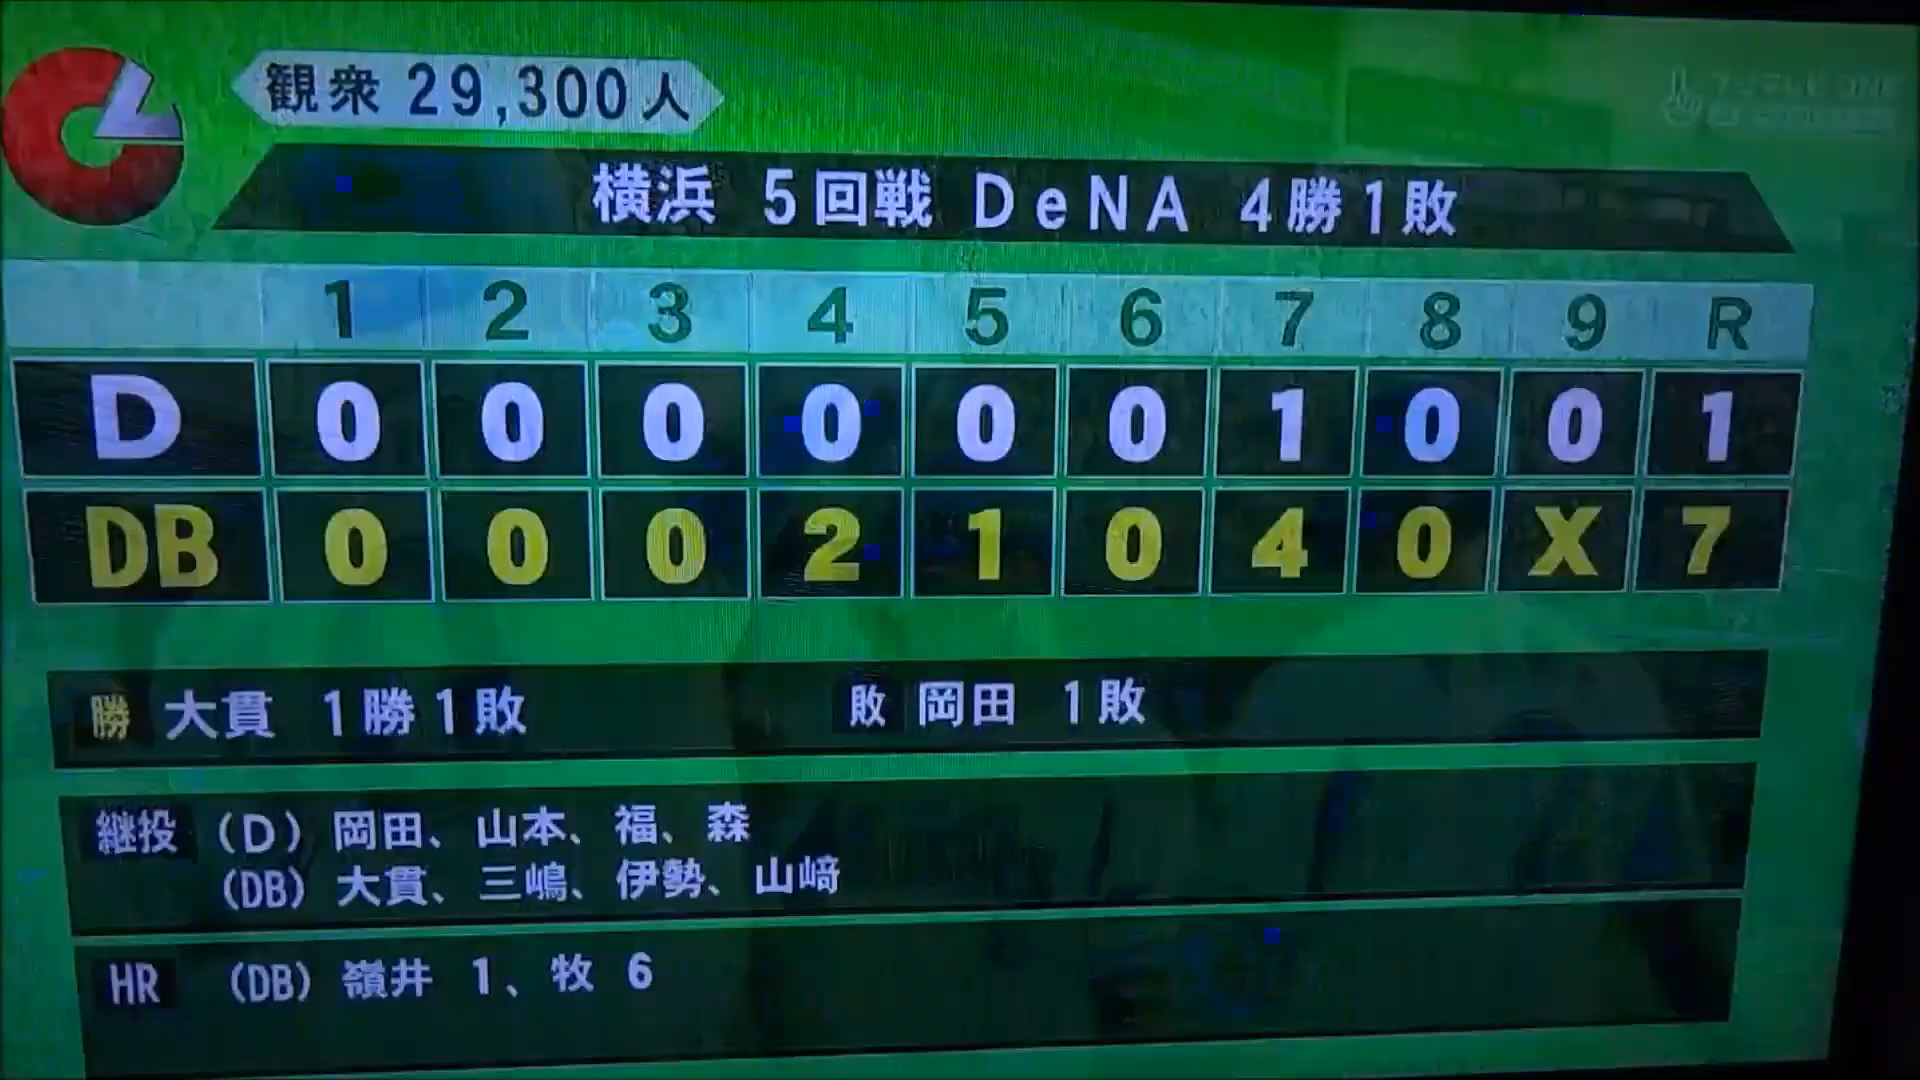 観衆 29,300人
横浜 5回戦 DeNA 4勝1敗
1 2 3 4 5 6 7 8 9 R
D 0 0 0 0 0 0 1 0 0 1
DB 0 0 0 2 1 0 4 0 X 7
勝 大貫 1勝1敗 敗 岡田 1敗
継投 (D) 岡田、山本、福、森
(DB) 大貫、三嶋、伊勢、山﨑
HR (DB) 嶺井 1、牧 6